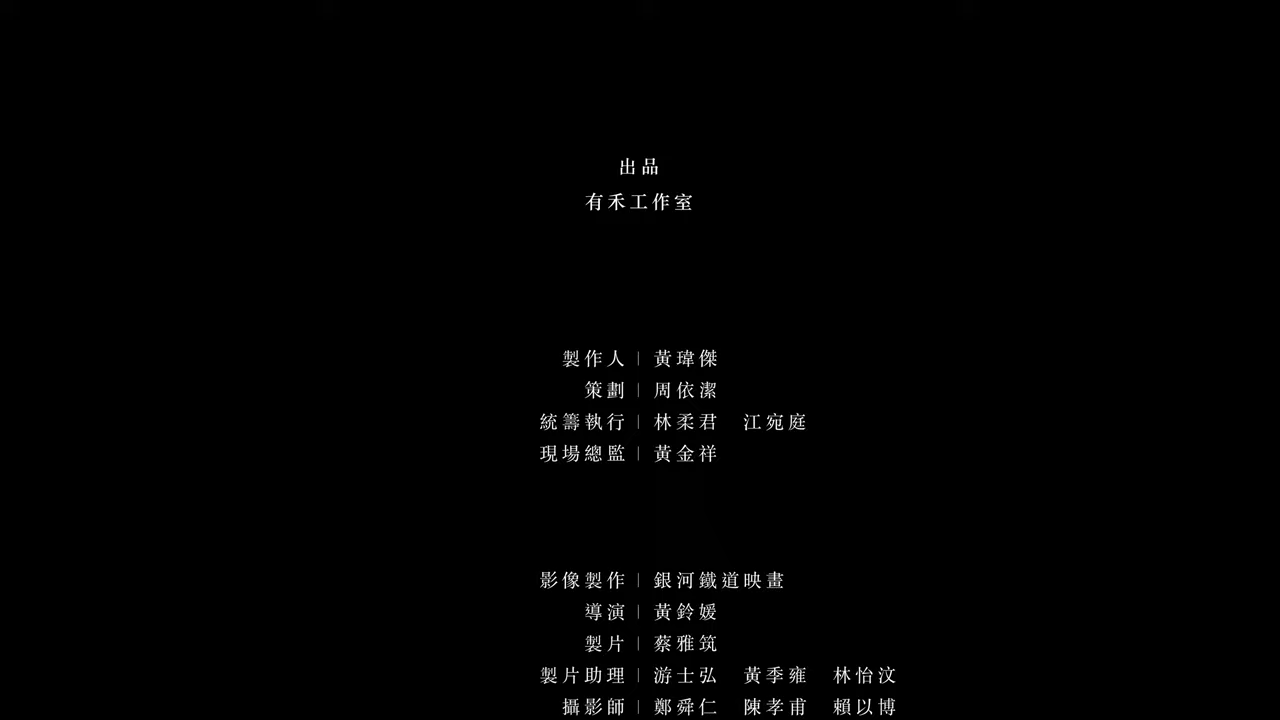 出品
有禾工作室
製作人 | 黃瑋傑
策劃 | 周依潔
統籌執行 | 林柔君　江宛庭
現場總監 | 黃金祥
影像製作 | 銀河鐵道映畫
導演 | 黃鈴媛
製片 | 蔡雅筑
製片助理 | 游士弘　黃季雍　林怡汶
攝影師 | 鄭舜仁　陳孝甫　賴以博